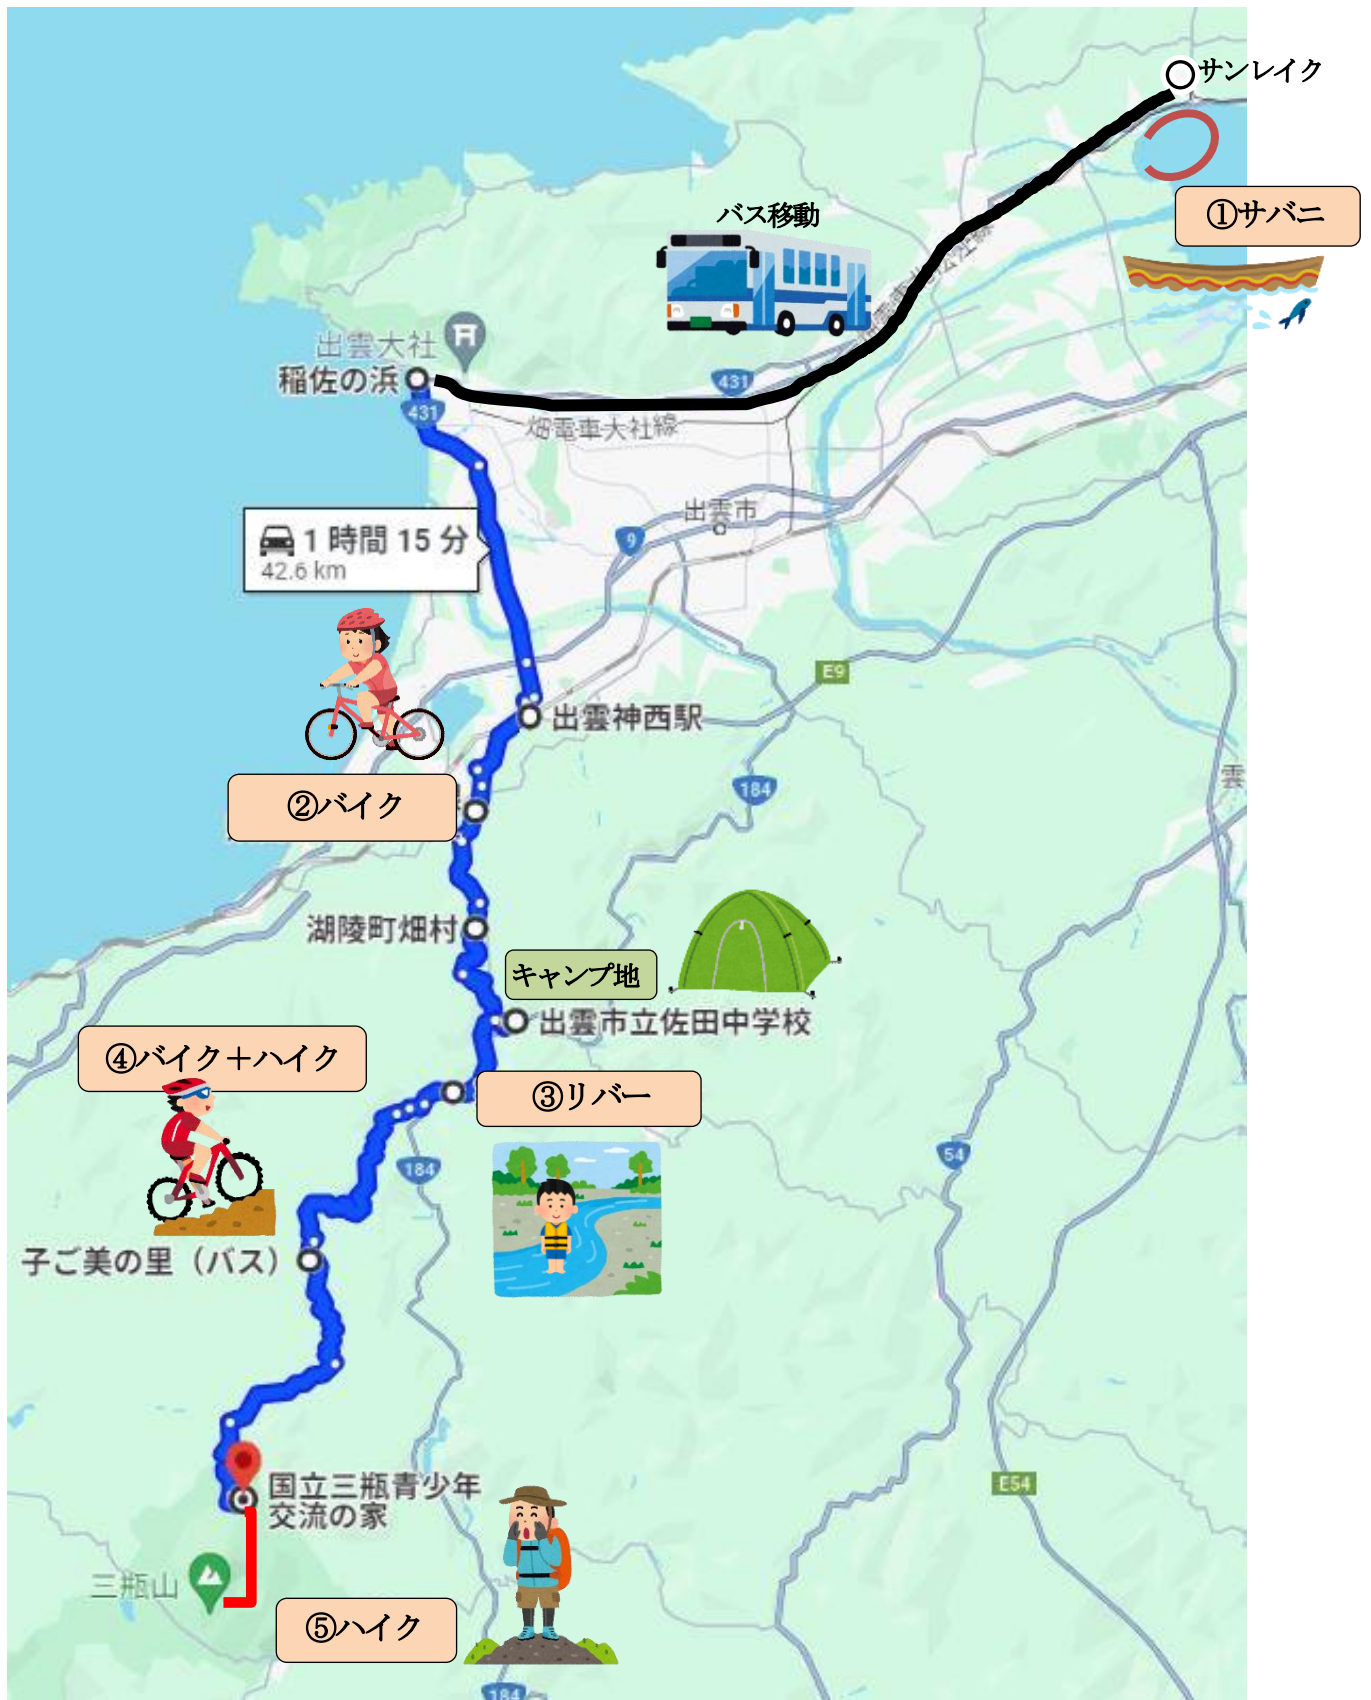 サンレイク
①サバニ
バス移動
出雲大社
稲佐の浜
431
431
畑電車大社線
1 時間 15 分
42.6 km
出雲市
9
E9
出雲神西駅
184
雲
②バイク
湖陵町畑村
キャンプ地
出雲市立佐田中学校
④バイク＋ハイク
③リバー
184
54
子ご美の里（バス）
国立三瓶青少年
交流の家
E54
三瓶山
⑤ハイク
184